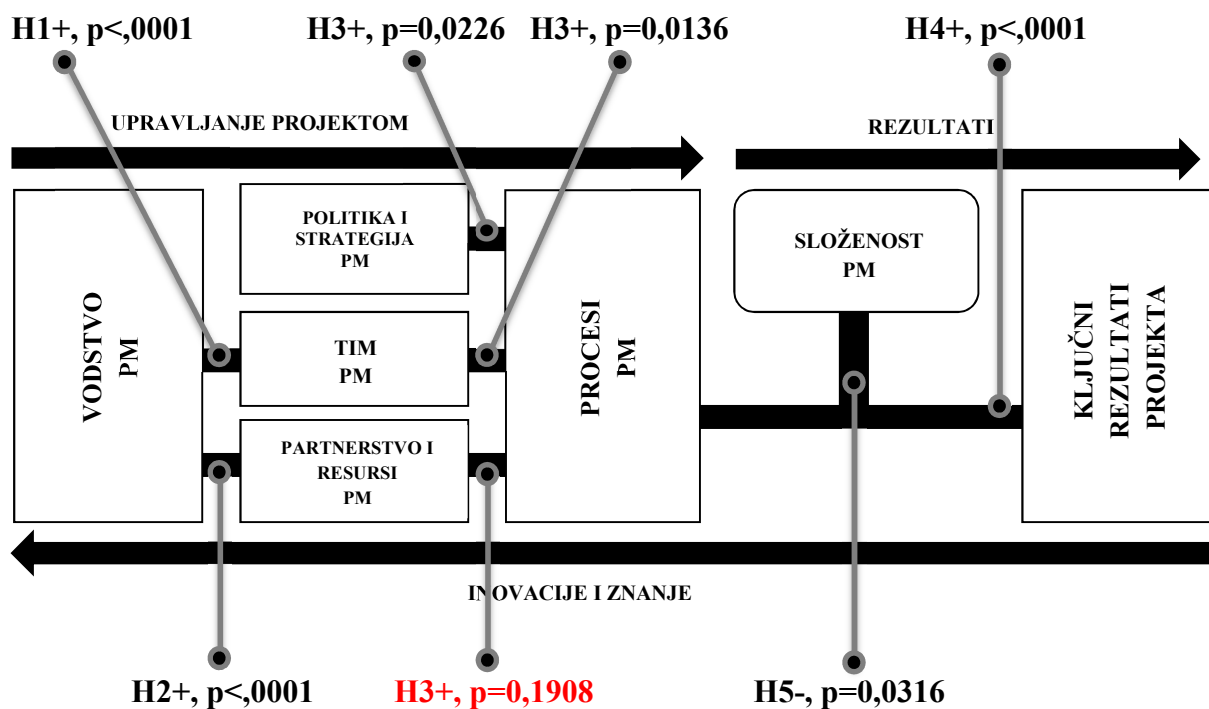 H1+, p<,0001
H3+, p=0,0226
H3+, p=0,0136
H4+, p<,0001
UPRAVLJANJE PROJEKTOM
REZULTATI
VODSTVO
PM
POLITIKA I
STRATEGIJA
PM
TIM
PM
PARTNERSTVO I
RESURSI
PM
PROCESI
PM
SLOŽENOST
PM
KLJUČNI
REZULTATI
PROJEKTA
INOVACIJE I ZNANJE
H2+, p<,0001
H3+, p=0,1908
H5-, p=0,0316